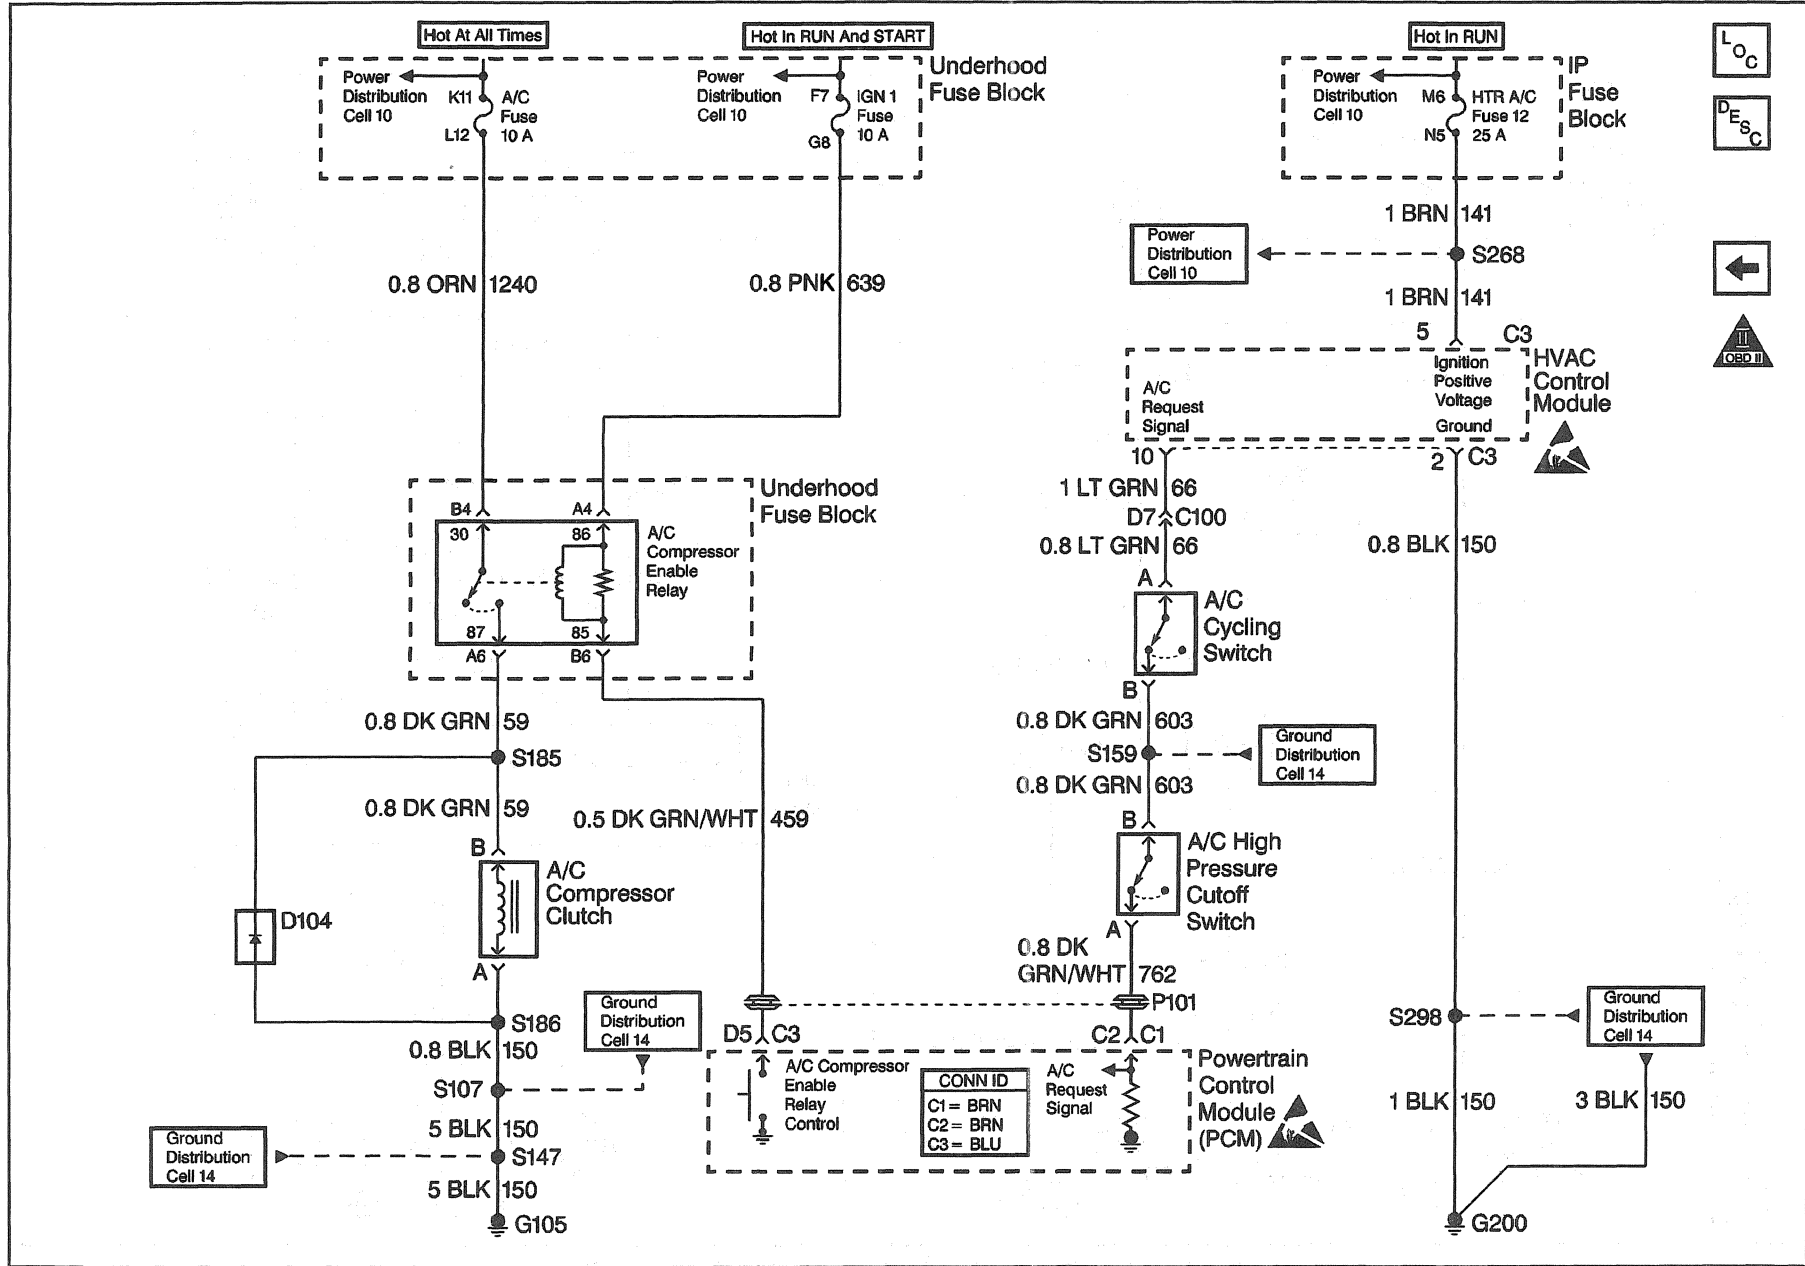 Hot At All Times
Hot In RUN And START
Hot In RUN
L
O
C
Power
Distribution
Cell 10
K11
L12
A/C
Fuse
10 A
Power
Distribution
Cell 10
F7
G8
IGN 1
Fuse
10 A
Underhood
Fuse Block
Power
Distribution
Cell 10
M6
N5
HTR A/C
Fuse 12
25 A
IP
Fuse
Block
D
E
S
C
1 BRN 141
Power
Distribution
Cell 10
S268
0.8 ORN 1240
0.8 PNK 639
1 BRN 141
5 C3
II
OBD II
Ignition
Positive
Voltage
Ground
A/C
Request
Signal
HVAC
Control
Module
10
2 C3
Underhood
Fuse Block
B4
A4
30
86
A/C
Compressor
Enable
Relay
87
85
A6
B6
1 LT GRN 66
D7 C100
0.8 LT GRN 66
0.8 BLK 150
A
A/C
Cycling
Switch
B
0.8 DK GRN 59
S185
0.8 DK GRN 603
S159
Ground
Distribution
Cell 14
0.8 DK GRN 603
0.8 DK GRN 59
0.5 DK GRN/WHT 459
B
B
A/C High
Pressure
Cutoff
Switch
A
A/C
Compressor
Clutch
D104
A
0.8 DK
GRN/WHT 762
P101
S186
0.8 BLK 150
Ground
Distribution
Cell 14
D5 C3
C2 C1
S298
Ground
Distribution
Cell 14
S107
A/C Compressor
Enable
Relay
Control
CONN ID
C1 = BRN
C2 = BRN
C3 = BLU
A/C
Request
Signal
Powertrain
Control
Module
(PCM)
1 BLK 150
3 BLK 150
5 BLK 150
Ground
Distribution
Cell 14
S147
5 BLK 150
G105
G200